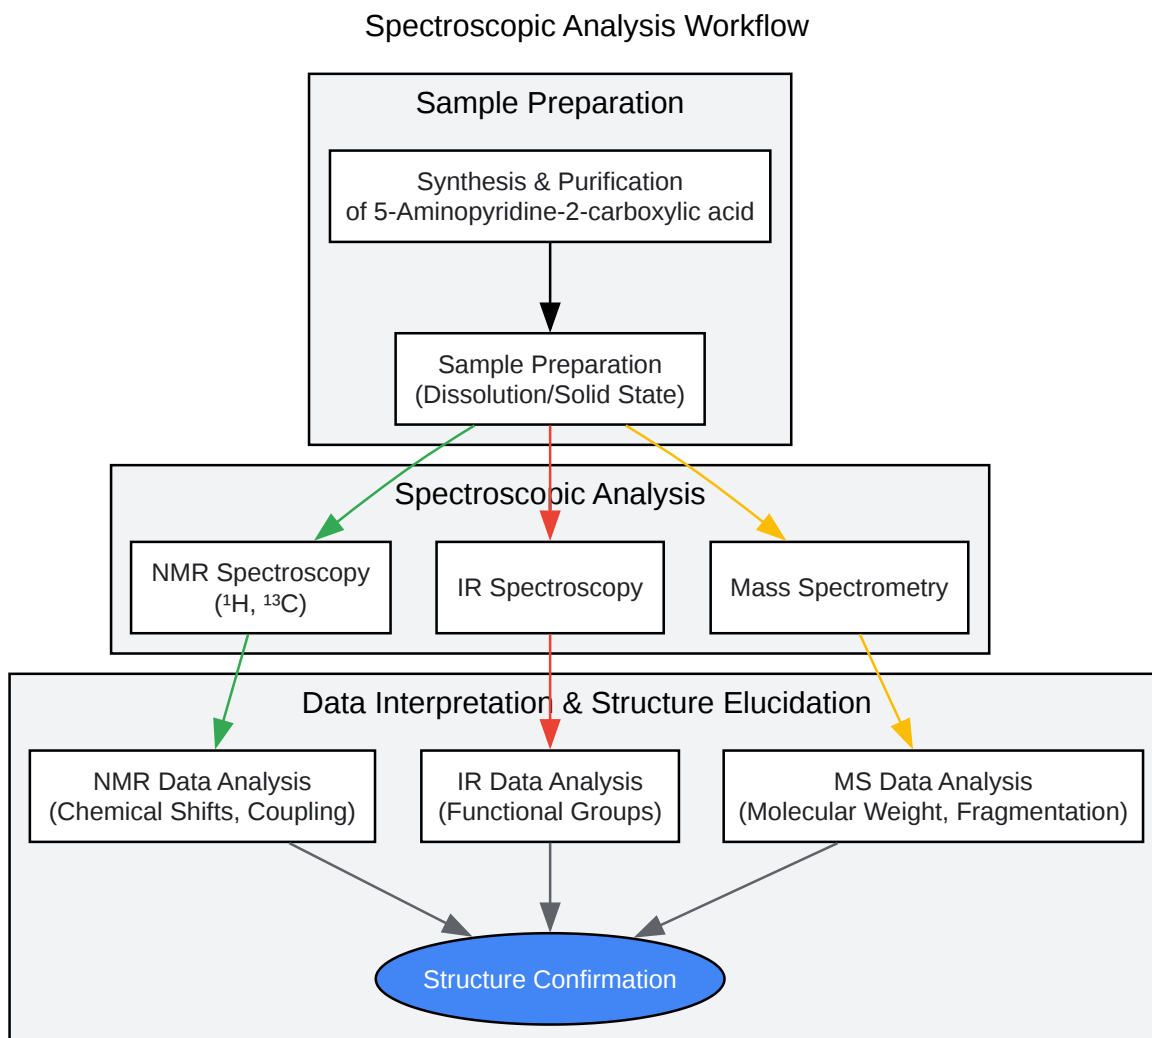 Spectroscopic Analysis Workflow
Sample Preparation
Synthesis & Purification
of 5-Aminopyridine-2-carboxylic acid
Sample Preparation
(Dissolution/Solid State)
Spectroscopic Analysis
NMR Spectroscopy
(¹H, ¹³C)
IR Spectroscopy
Mass Spectrometry
Data Interpretation & Structure Elucidation
NMR Data Analysis
(Chemical Shifts, Coupling)
IR Data Analysis
(Functional Groups)
MS Data Analysis
(Molecular Weight, Fragmentation)
Structure Confirmation